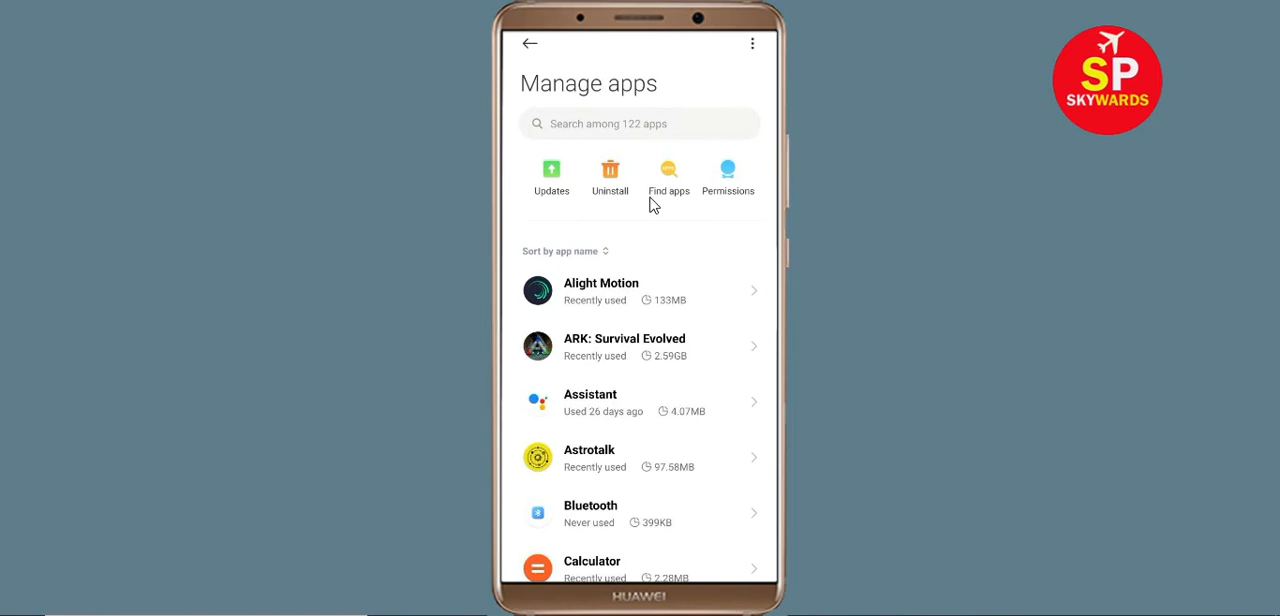 SP
SKYWARDS
Manage apps
Search among 122 apps
Updates
Uninstall
Find apps
Permissions
Sort by app name
Alight Motion
Recently used 133MB
ARK: Survival Evolved
Recently used 2.59GB
Assistant
Used 26 days ago 4.07MB
Astrotalk
Recently used 97.58MB
Bluetooth
Never used 399KB
Calculator
Recently used 2.28MB
HUAWEI